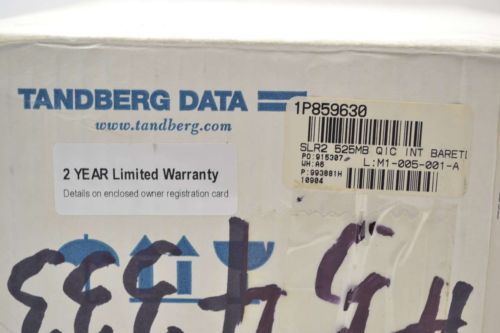 TANDBERG DATA
www.tandberg.com
2 YEAR Limited Warranty
Details on enclosed owner registration card
1P859630
SLR2 525MB QIC INT BARETI
PO:915307
WH:A6 L:M1-005-001-A
P:993881H
10904